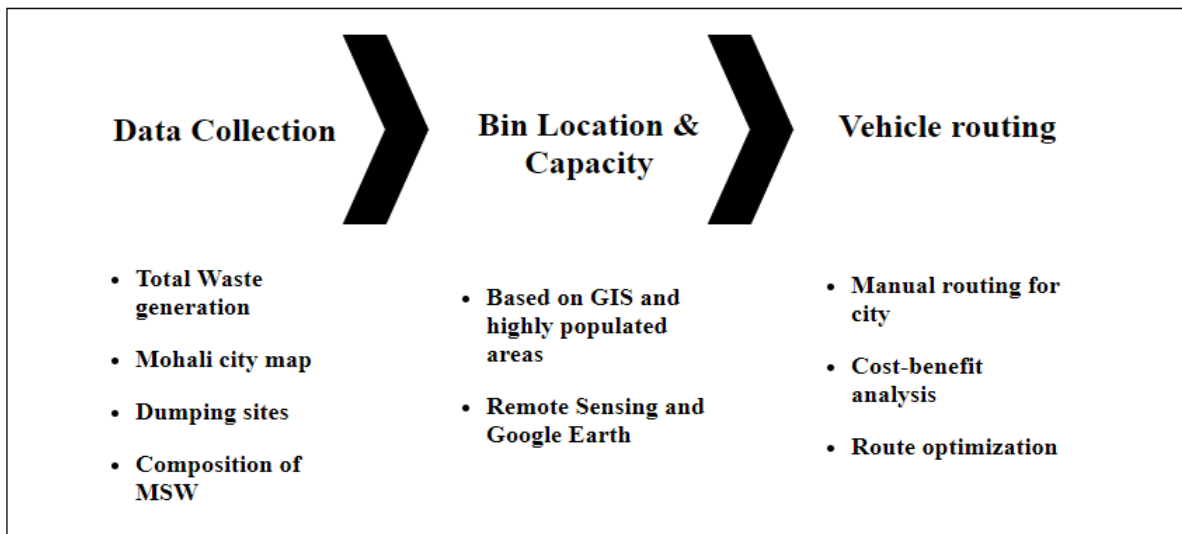 Data Collection
Bin Location &
Capacity
Vehicle routing
• Total Waste
generation
• Mohali city map
• Dumping sites
• Composition of
MSW
• Based on GIS and
highly populated
areas
• Remote Sensing and
Google Earth
• Manual routing for
city
• Cost-benefit
analysis
• Route optimization